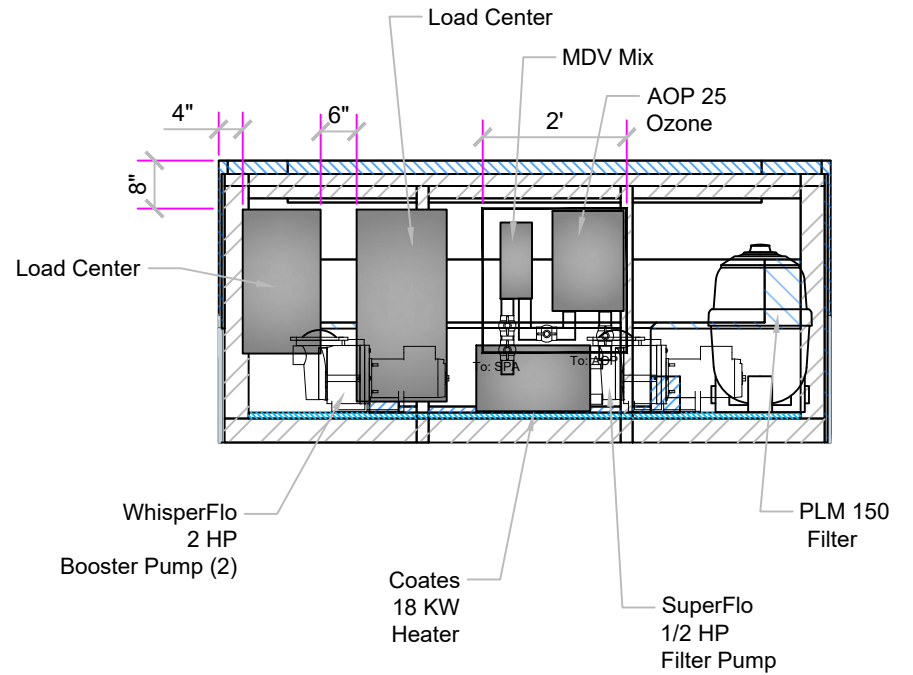 Load Center
MDV Mix
AOP 25
Ozone
4"
6"
2'
8"
Load Center
To: SPA
To: AOP
WhisperFlo
2 HP
Booster Pump (2)
Coates
18 KW
Heater
SuperFlo
1/2 HP
Filter Pump
PLM 150
Filter